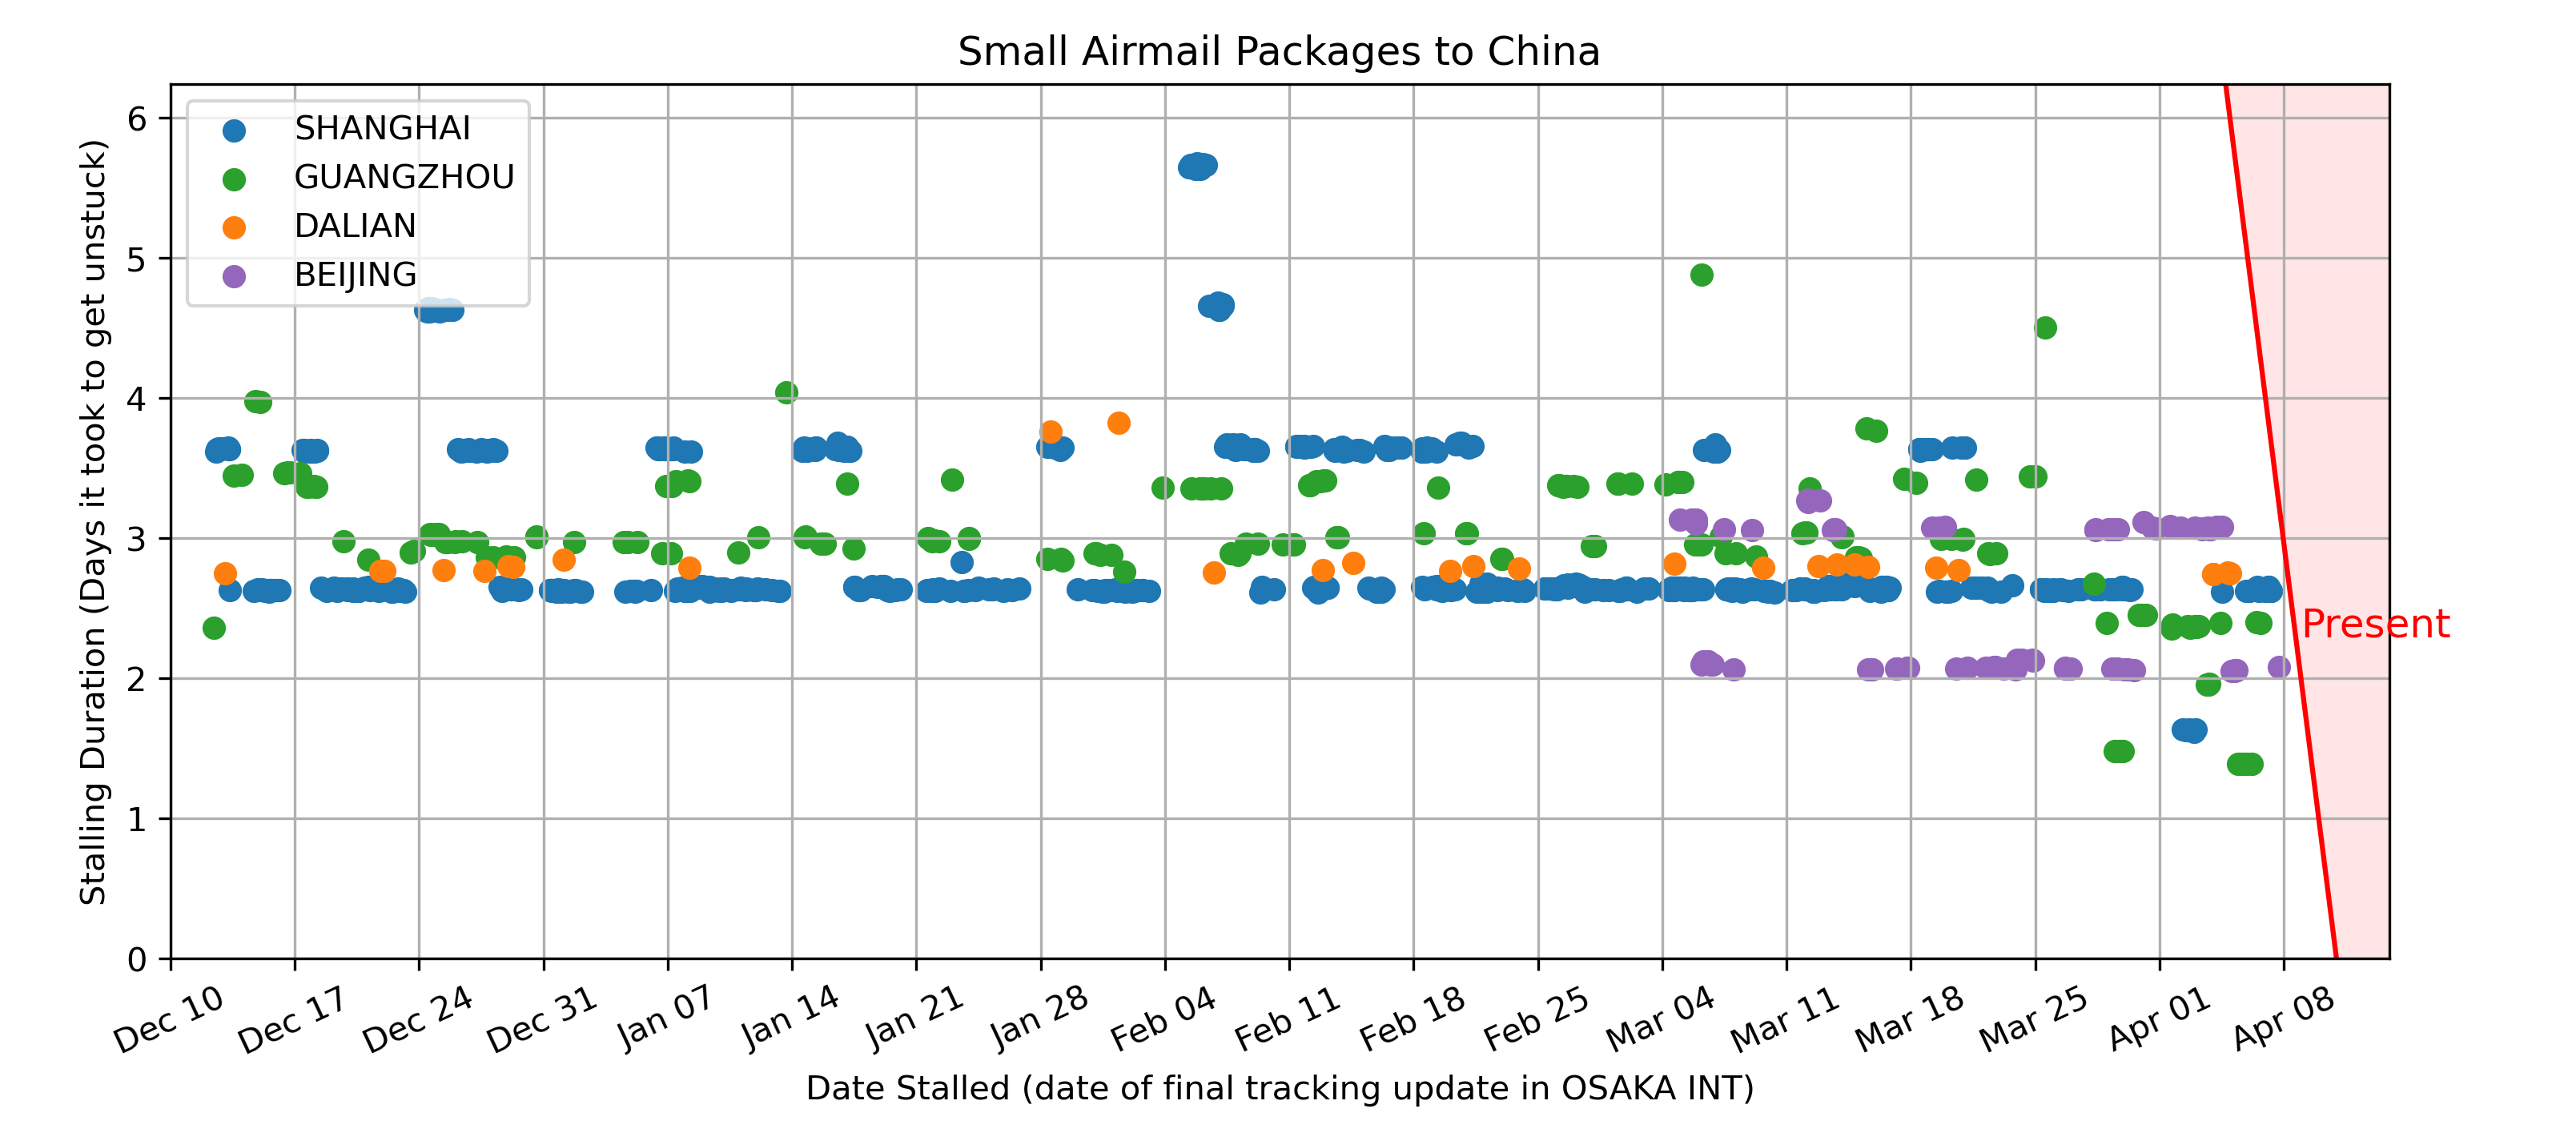 Small Airmail Packages to China
Stalling Duration (Days it took to get unstuck)
6
5
4
3
2
1
0
SHANGHAI
GUANGZHOU
DALIAN
BEIJING
Present
Dec 10
Dec 17
Dec 24
Dec 31
Jan 07
Jan 14
Jan 21
Jan 28
Feb 04
Feb 11
Feb 18
Feb 25
Mar 04
Mar 11
Mar 18
Mar 25
Apr 01
Apr 08
Date Stalled (date of final tracking update in OSAKA INT)